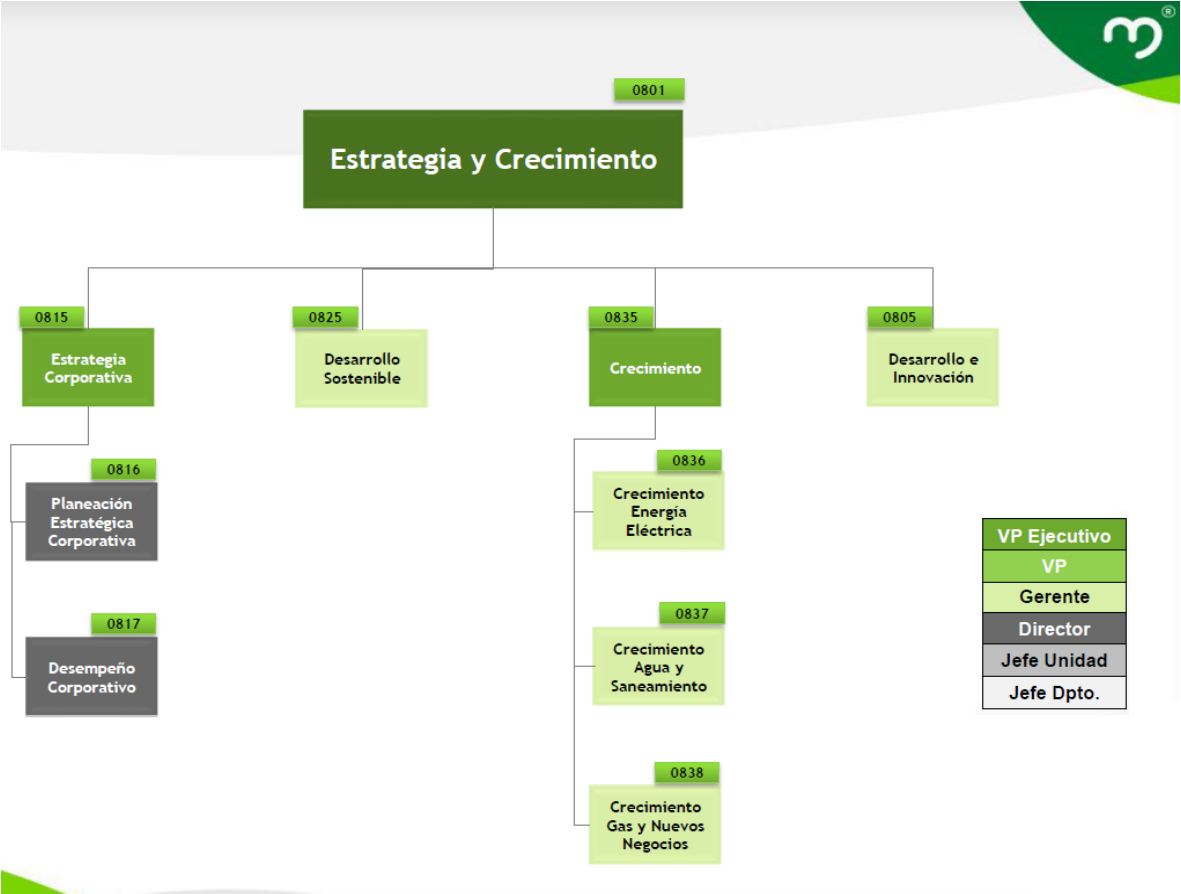 ®
0801
Estrategia y Crecimiento
0815
Estrategia
Corporativa
0825
Desarrollo
Sostenible
0835
Crecimiento
0805
Desarrollo e
Innovación
0816
Planeación
Estratégica
Corporativa
0817
Desempeño
Corporativo
0836
Crecimiento
Energía
Eléctrica
0837
Crecimiento
Agua y
Saneamiento
0838
Crecimiento
Gas y Nuevos
Negocios
VP Ejecutivo
VP
Gerente
Director
Jefe Unidad
Jefe Dpto.